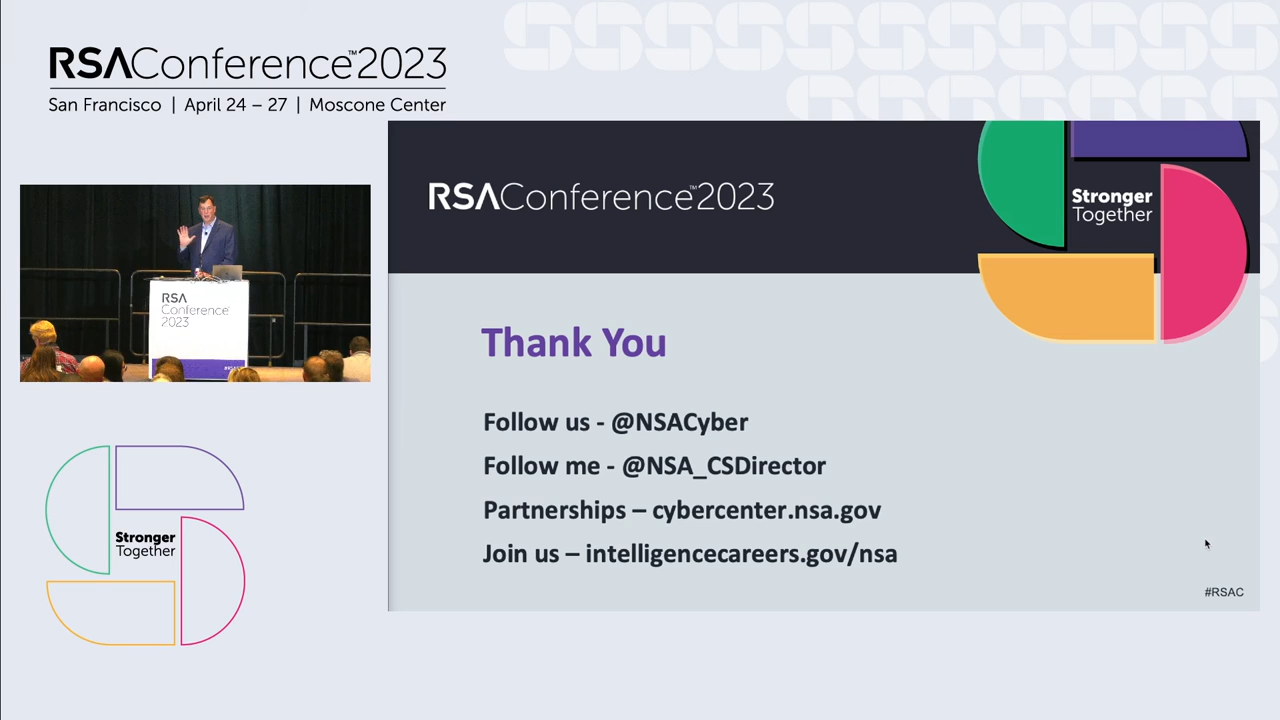 RSAConference™2023
San Francisco | April 24 – 27 | Moscone Center
RSAConference™2023
Stronger
Together
Thank You
Follow us - @NSACyber
Follow me - @NSA_CSDirector
Partnerships – cybercenter.nsa.gov
Join us – intelligencecareers.gov/nsa
#RSAC
RSA
Conference™
2023
Stronger
Together